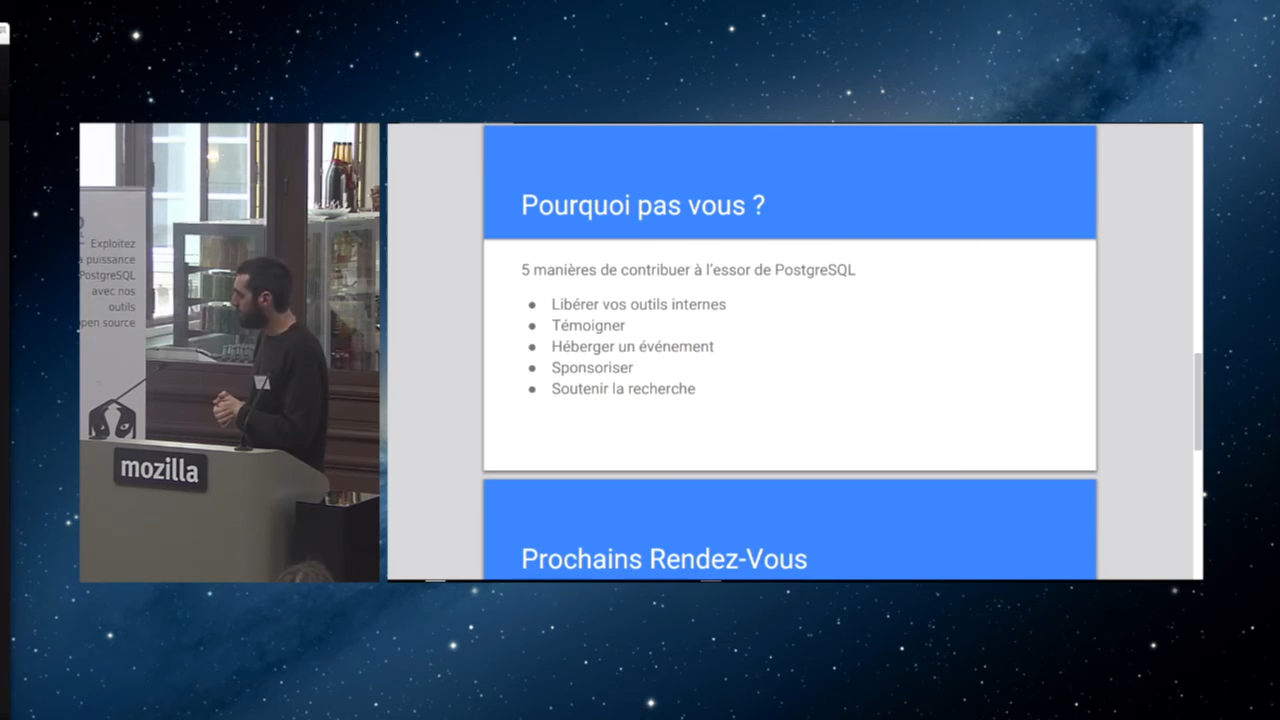 Exploitez
puissance
PostgreSQL
avec nos
outils
open source
mozilla
Pourquoi pas vous ?
5 manières de contribuer à l'essor de PostgreSQL
● Libérer vos outils internes
● Témoigner
● Héberger un événement
● Sponsoriser
● Soutenir la recherche
Prochains Rendez-Vous